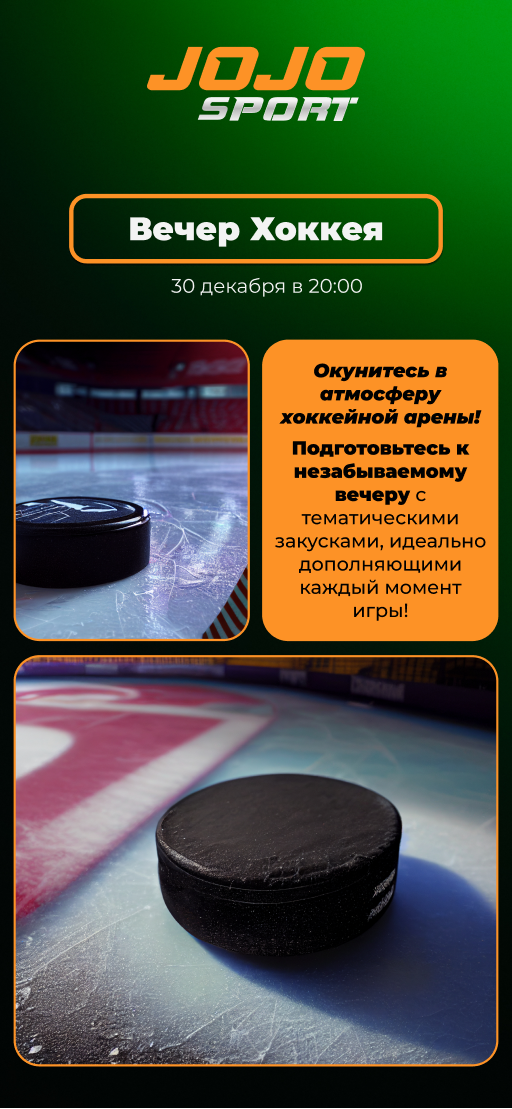 JOJO
SPORT
Вечер Хоккея
30 декабря в 20:00
Окунитесь в
атмосферу
хоккейной арены!
Подготовьтесь к
незабываемому
вечеру с
тематическими
закусками, идеально
дополняющими
каждый момент
игры!